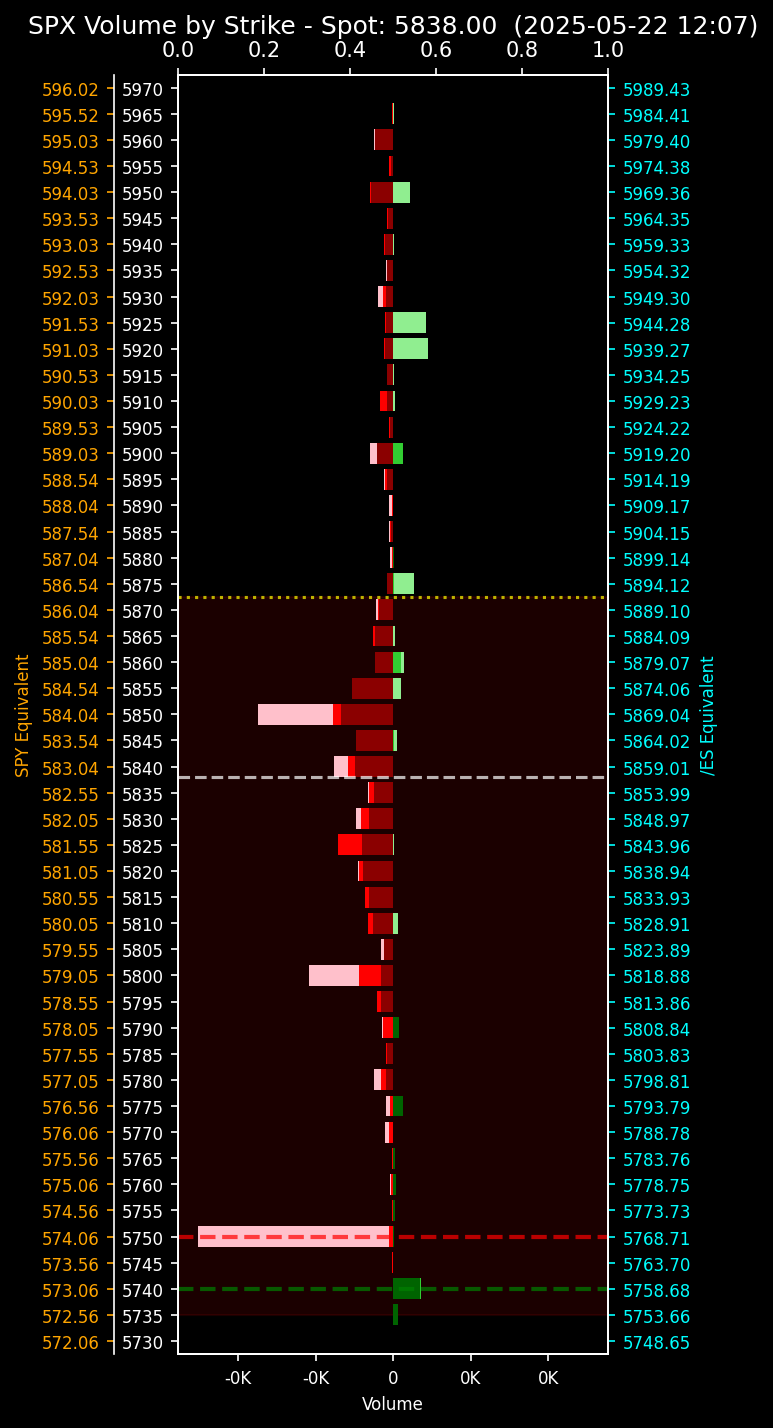 SPX Volume by Strike - Spot: 5838.00  (2025-05-22 12:07)
0.0 0.2 0.4 0.6 0.8 1.0
596.02 5970 5989.43
595.52 5965 5984.41
595.03 5960 5979.40
594.53 5955 5974.38
594.03 5950 5969.36
593.53 5945 5964.35
593.03 5940 5959.33
592.53 5935 5954.32
592.03 5930 5949.30
591.53 5925 5944.28
591.03 5920 5939.27
590.53 5915 5934.25
590.03 5910 5929.23
589.53 5905 5924.22
589.03 5900 5919.20
588.54 5895 5914.19
588.04 5890 5909.17
587.54 5885 5904.15
587.04 5880 5899.14
586.54 5875 5894.12
586.04 5870 5889.10
585.54 5865 5884.09
585.04 5860 5879.07
584.54 5855 5874.06
584.04 5850 5869.04
583.54 5845 5864.02
583.04 5840 5859.01
582.55 5835 5853.99
582.05 5830 5848.97
581.55 5825 5843.96
581.05 5820 5838.94
580.55 5815 5833.93
580.05 5810 5828.91
579.55 5805 5823.89
579.05 5800 5818.88
578.55 5795 5813.86
578.05 5790 5808.84
577.55 5785 5803.83
577.05 5780 5798.81
576.56 5775 5793.79
576.06 5770 5788.78
575.56 5765 5783.76
575.06 5760 5778.75
574.56 5755 5773.73
574.06 5750 5768.71
573.56 5745 5763.70
573.06 5740 5758.68
572.56 5735 5753.66
572.06 5730 5748.65
SPY Equivalent
/ES Equivalent
-0K -0K 0 0K 0K
Volume